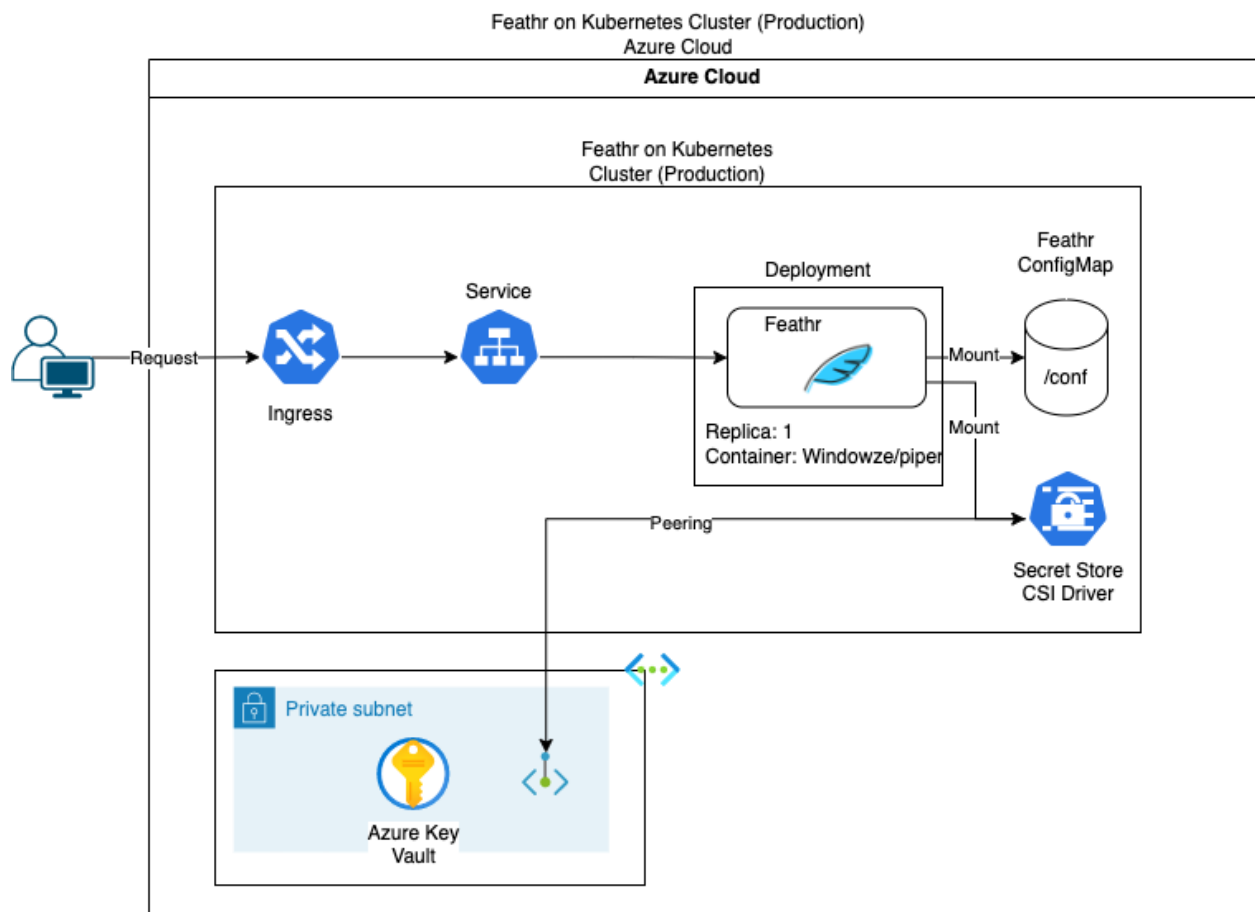 Feathr on Kubernetes Cluster (Production)
Azure Cloud
Azure Cloud
Feathr on Kubernetes
Cluster (Production)
Feathr
ConfigMap
Deployment
Service
Feathr
Request
Mount
/conf
Ingress
Replica: 1
Mount
Container: Windowze/piper
Peering
Secret Store
CSI Driver
Private subnet
Azure Key
Vault